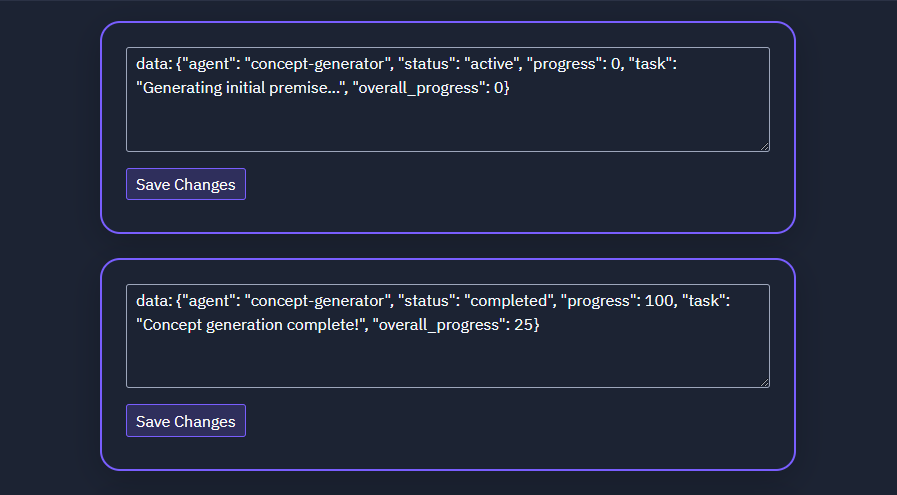 data: {"agent": "concept-generator", "status": "active", "progress": 0, "task":
"Generating initial premise...", "overall_progress": 0}
Save Changes
data: {"agent": "concept-generator", "status": "completed", "progress": 100, "task":
"Concept generation complete!", "overall_progress": 25}
Save Changes